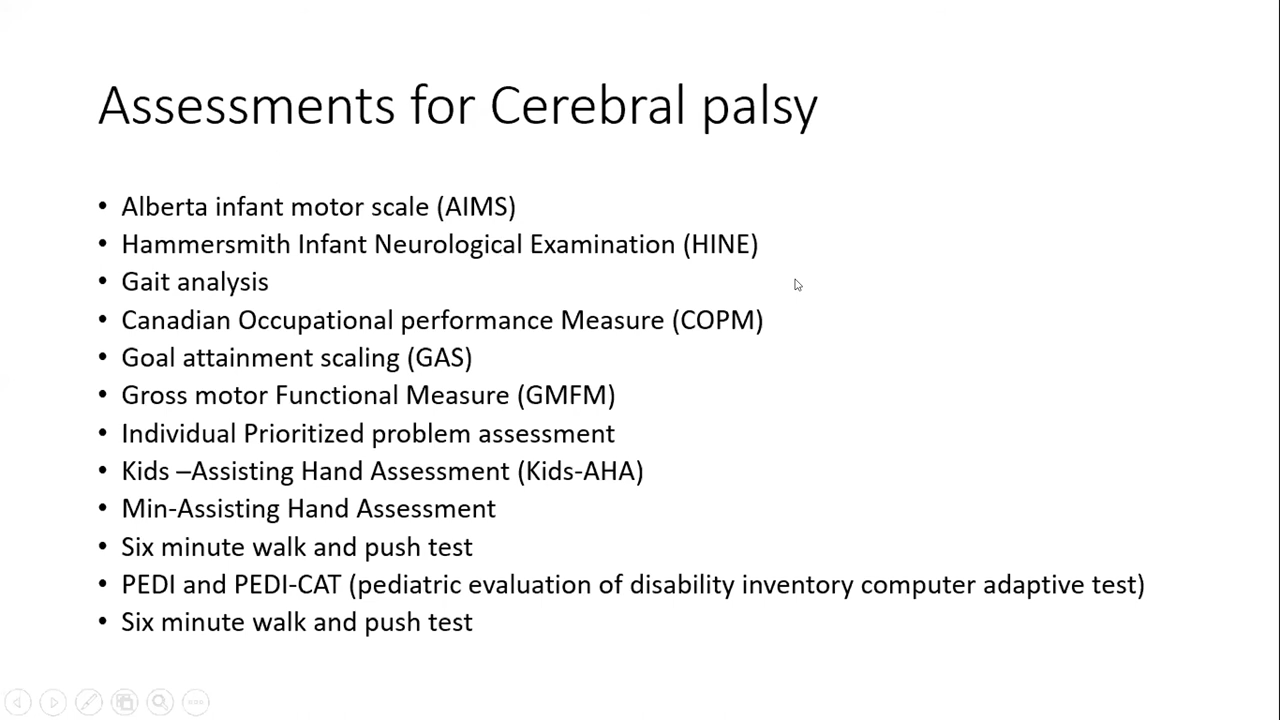 Assessments for Cerebral palsy
• Alberta infant motor scale (AIMS)
• Hammersmith Infant Neurological Examination (HINE)
• Gait analysis
• Canadian Occupational performance Measure (COPM)
• Goal attainment scaling (GAS)
• Gross motor Functional Measure (GMFM)
• Individual Prioritized problem assessment
• Kids –Assisting Hand Assessment (Kids-AHA)
• Min-Assisting Hand Assessment
• Six minute walk and push test
• PEDI and PEDI-CAT (pediatric evaluation of disability inventory computer adaptive test)
• Six minute walk and push test